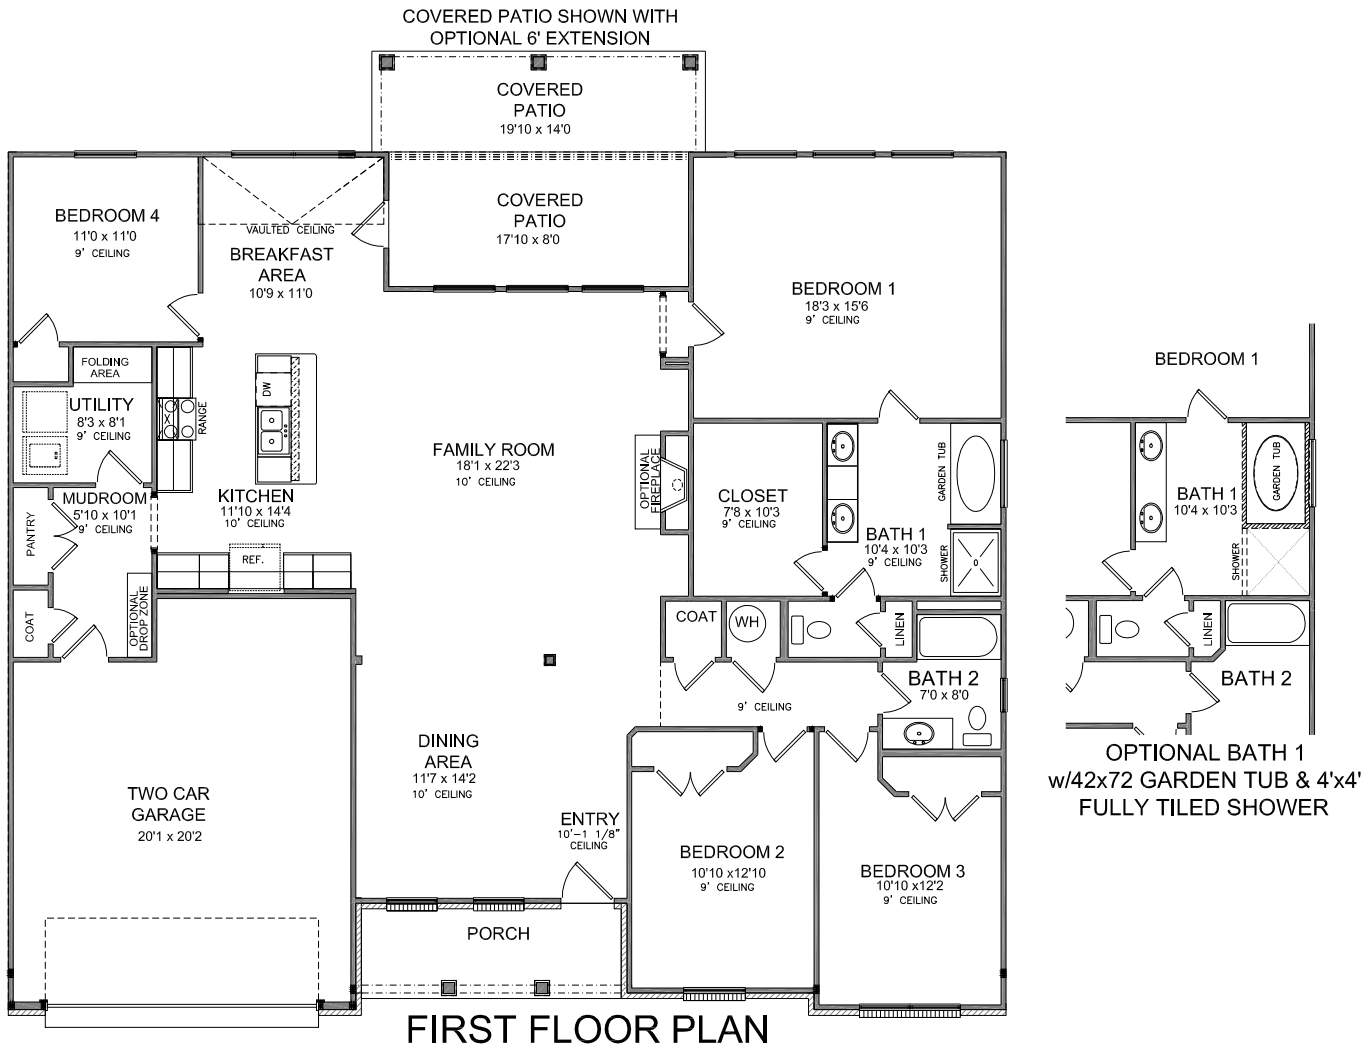 COVERED PATIO SHOWN WITH
OPTIONAL 6' EXTENSION
COVERED
PATIO
19'10 x 14'0
COVERED
PATIO
17'10 x 8'0
BEDROOM 4
11'0 x 11'0
9' CEILING
VAULTED CEILING
BREAKFAST
AREA
10'9 x 11'0
BEDROOM 1
18'3 x 15'6
9' CEILING
FOLDING
AREA
UTILITY
8'3 x 8'1
9' CEILING
RANGE
DW
FAMILY ROOM
18'1 x 22'3
10' CEILING
OPTIONAL
FIREPLACE
CLOSET
7'8 x 10'3
9' CEILING
GARDEN TUB
BATH 1
10'4 x 10'3
9' CEILING
SHOWER
MUDROOM
5'10 x 10'1
9' CEILING
PANTRY
KITCHEN
11'10 x 14'4
10' CEILING
REF.
COAT
OPTIONAL
DROP ZONE
COAT
WH
LINEN
BATH 2
7'0 x 8'0
9' CEILING
DINING
AREA
11'7 x 14'2
10' CEILING
TWO CAR
GARAGE
20'1 x 20'2
ENTRY
10'-1 1/8"
CEILING
BEDROOM 2
10'10 x12'10
9' CEILING
BEDROOM 3
10'10 x12'2
9' CEILING
PORCH
FIRST FLOOR PLAN
BEDROOM 1
GARDEN TUB
BATH 1
10'4 x 10'3
SHOWER
LINEN
BATH 2
OPTIONAL BATH 1
w/42x72 GARDEN TUB & 4'x4'
FULLY TILED SHOWER